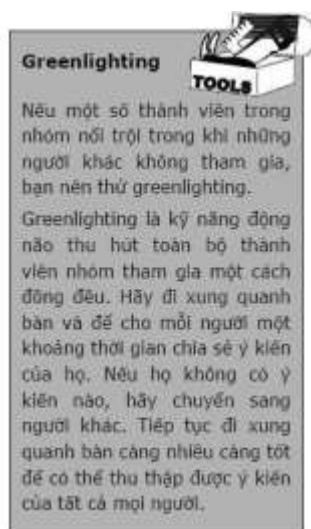 Greenlighting
TOOLS
Nếu một số thành viên trong
nhóm nổi trội trong khi những
người khác không tham gia,
bạn nên thử greenlighting.
Greenlighting là kỹ năng động
não thu hút toàn bộ thành
viên nhóm tham gia một cách
đồng đều. Hãy đi xung quanh
bàn và để cho mỗi người một
khoảng thời gian chia sẻ ý kiến
của họ. Nếu họ không có ý
kiến nào, hãy chuyển sang
người khác. Tiếp tục đi xung
quanh bàn càng nhiều càng tốt
để có thể thu thập được ý kiến
của tất cả mọi người.